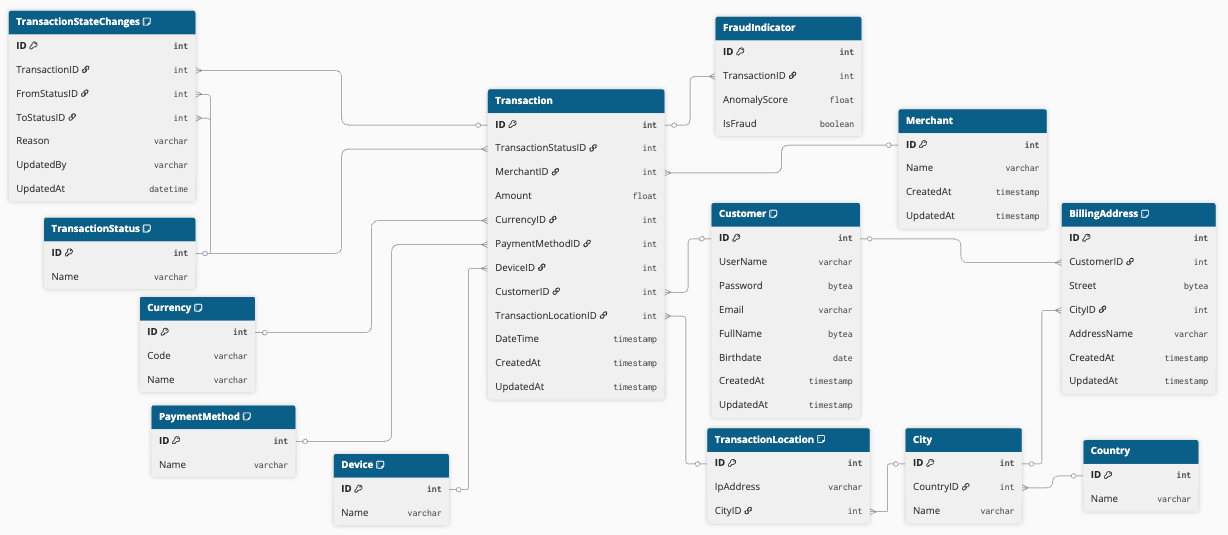 TransactionStateChanges
ID int
TransactionID int
FromStatusID int
ToStatusID int
Reason varchar
UpdatedBy varchar
UpdatedAt datetime
TransactionStatus
ID int
Name varchar
Currency
ID int
Code varchar
Name varchar
PaymentMethod
ID int
Name varchar
Device
ID int
Name varchar
Transaction
ID int
TransactionStatusID int
MerchantID int
Amount float
CurrencyID int
PaymentMethodID int
DeviceID int
CustomerID int
TransactionLocationID int
DateTime timestamp
CreatedAt timestamp
UpdatedAt timestamp
FraudIndicator
ID int
TransactionID int
AnomalyScore float
IsFraud boolean
Merchant
ID int
Name varchar
CreatedAt timestamp
UpdatedAt timestamp
Customer
ID int
UserName varchar
Password bytea
Email varchar
FullName bytea
Birthdate date
CreatedAt timestamp
UpdatedAt timestamp
BillingAddress
ID int
CustomerID int
Street bytea
CityID int
AddressName varchar
CreatedAt timestamp
UpdatedAt timestamp
TransactionLocation
ID int
IpAddress varchar
CityID int
City
ID int
CountryID int
Name varchar
Country
ID int
Name varchar